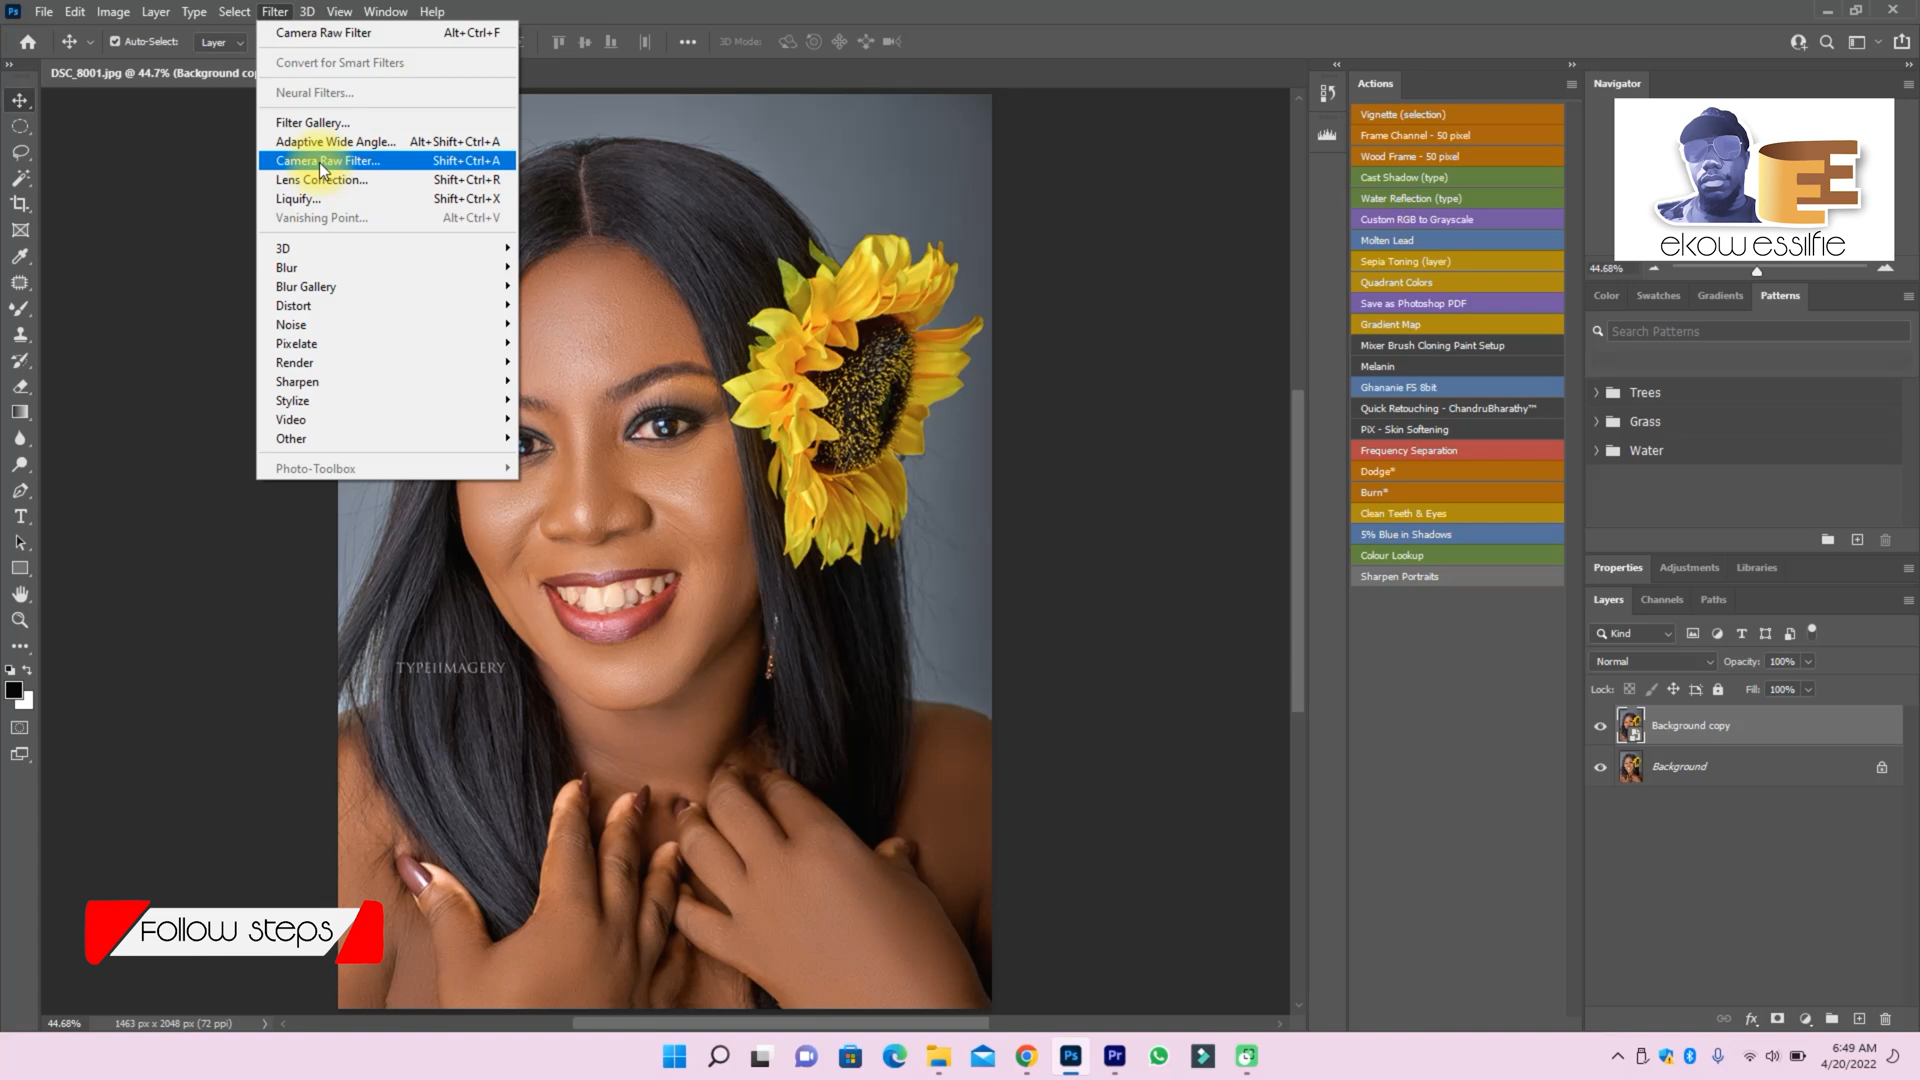 Ps File Edit Image Layer Type Select Filter 3D View Window Help
Auto-Select: Layer 3D Mode:
DSC_8001.jpg @ 44.7% (Background co
Camera Raw Filter Alt+Ctrl+F
Convert for Smart Filters
Neural Filters...
Filter Gallery...
Adaptive Wide Angle... Alt+Shift+Ctrl+A
Camera Raw Filter... Shift+Ctrl+A
Lens Correction... Shift+Ctrl+R
Liquify... Shift+Ctrl+X
Vanishing Point... Alt+Ctrl+V
3D
Blur
Blur Gallery
Distort
Noise
Pixelate
Render
Sharpen
Stylize
Video
Other
Photo-Toolbox
TYPEIIMAGERY
Follow steps
44.68% 1463 px x 2048 px (72 ppi)
Actions
Vignette (selection)
Frame Channel - 50 pixel
Wood Frame - 50 pixel
Cast Shadow (type)
Water Reflection (type)
Custom RGB to Grayscale
Molten Lead
Sepia Toning (layer)
Quadrant Colors
Save as Photoshop PDF
Gradient Map
Mixer Brush Cloning Paint Setup
Melanin
Ghananie FS 8bit
Quick Retouching - ChandruBharathy™
PiX - Skin Softening
Frequency Separation
Dodge*
Burn*
Clean Teeth & Eyes
5% Blue in Shadows
Colour Lookup
Sharpen Portraits
Navigator
ekow essilfie
44.68%
Color Swatches Gradients Patterns
Search Patterns
Trees
Grass
Water
Properties Adjustments Libraries
Layers Channels Paths
Kind
Normal Opacity: 100%
Lock: Fill: 100%
Background copy
Background
fx
Ps Pr
6:49 AM
4/20/2022